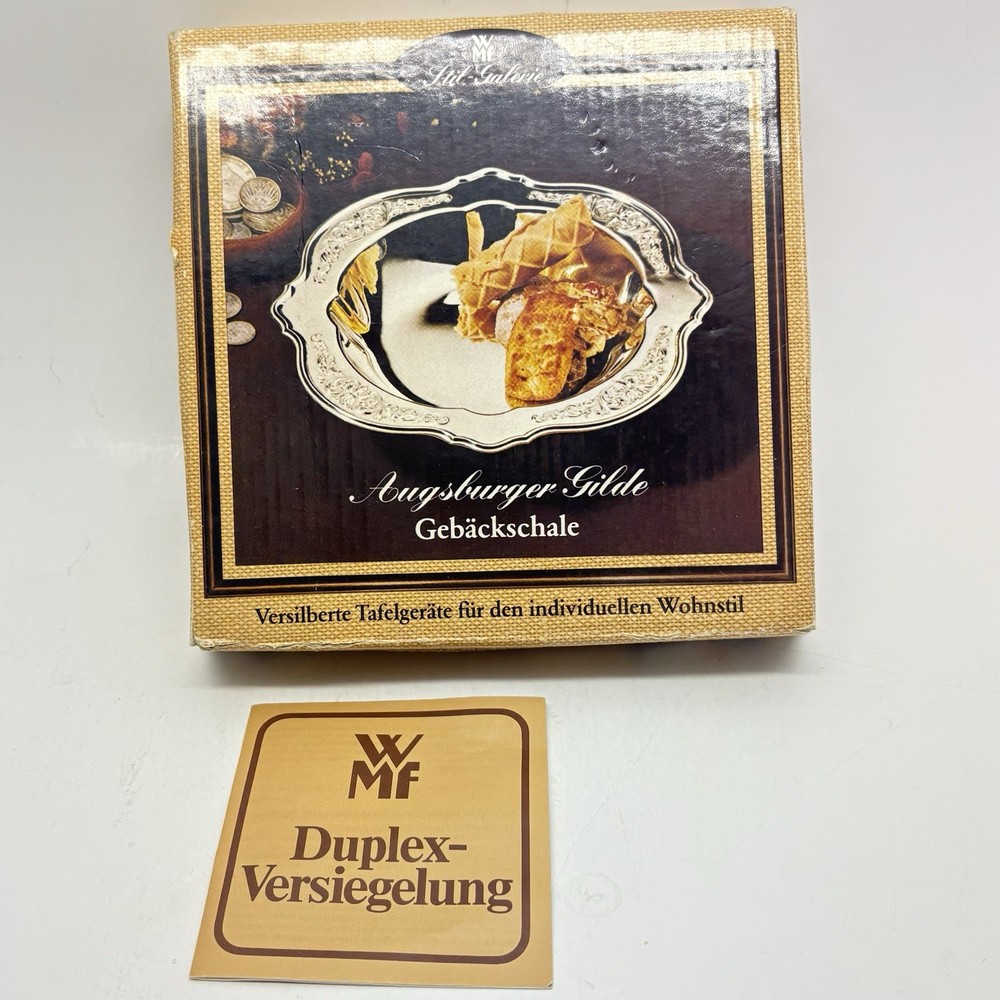 WMF
Stil-Galerie
Augsburger Gilde
Gebäckschale
Versilberte Tafelgeräte für den individuellen Wohnstil
WMF
Duplex-
Versiegelung